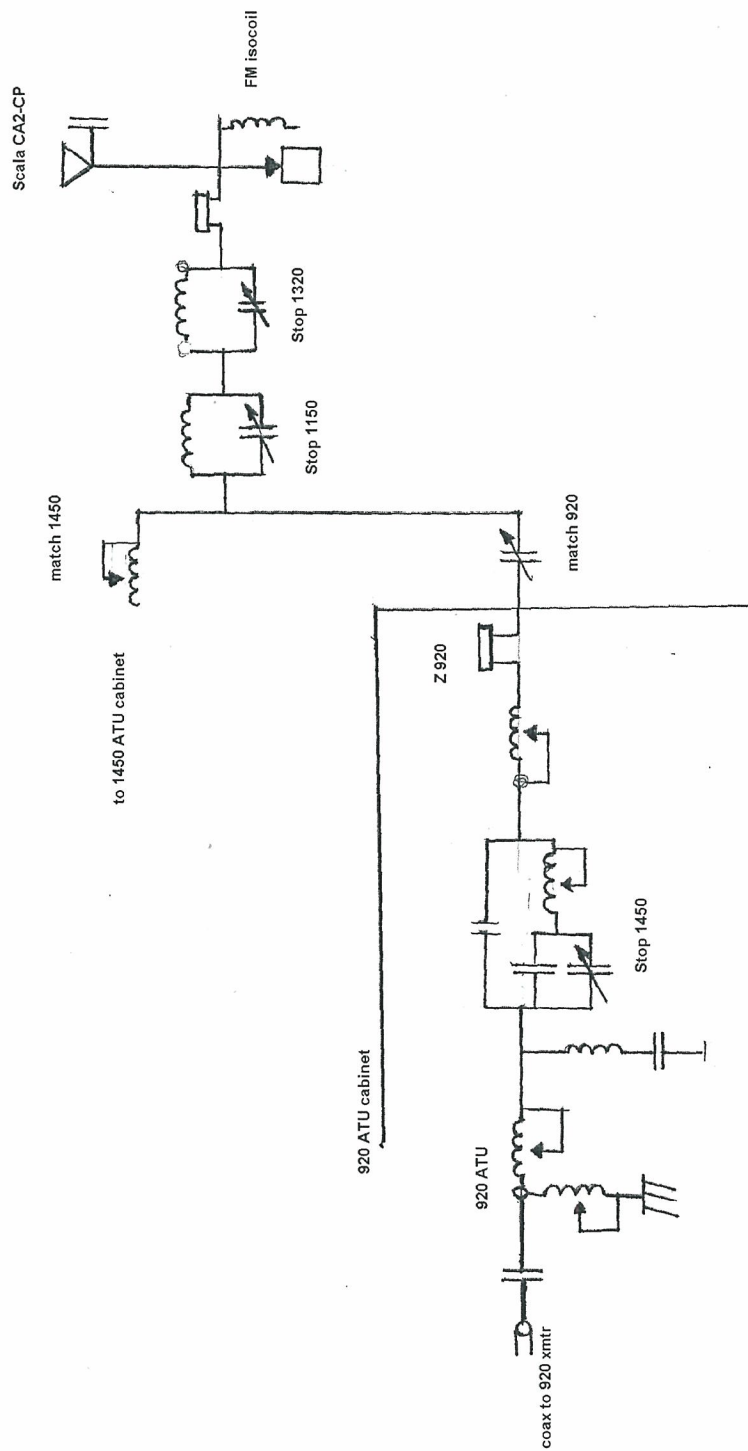 Scala CA2-CP
FM isocoil
Stop 1320
Stop 1150
match 1450
to 1450 ATU cabinet
match 920
Z 920
Stop 1450
920 ATU cabinet
920 ATU
coax to 920 xmtr